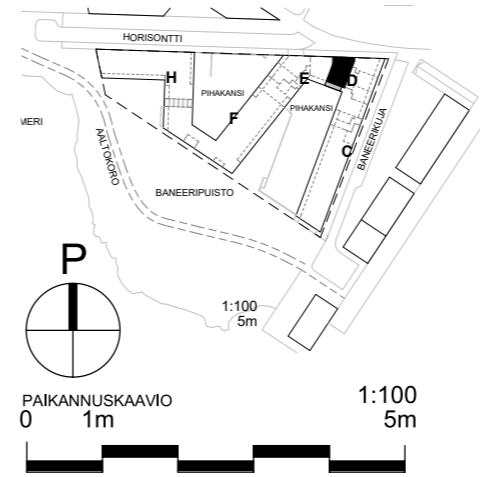 HORISONTTI
H
E
D
PIHAKANSI
PIHAKANSI
F
MERI
AALTOKORO
C
BANEERIKUJA
BANEERIPUISTO
P
1:100
5m
PAIKANNUSKAAVIO
1:100
0 1m 5m